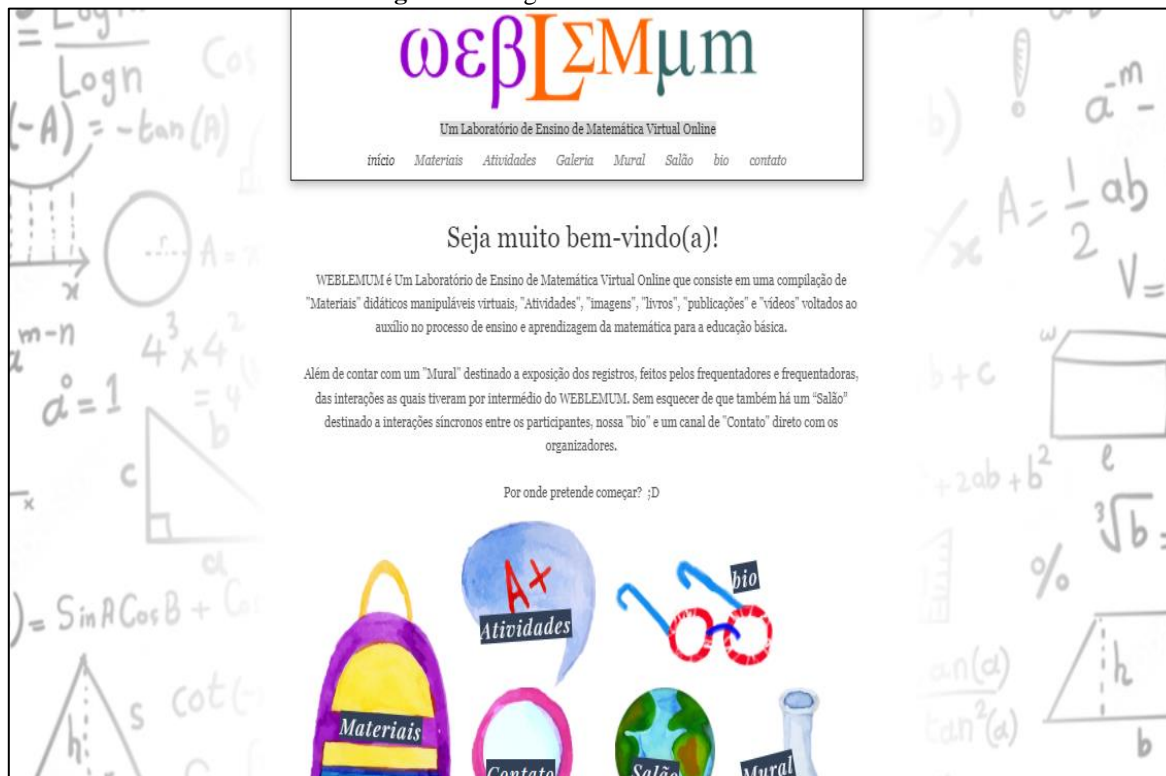 ωεβLΣMμm
Um Laboratório de Ensino de Matemática Virtual Online
início Materiais Atividades Galeria Mural Salão bio contato
Seja muito bem-vindo(a)!
WEBLEMUM é Um Laboratório de Ensino de Matemática Virtual Online que consiste em uma compilação de
"Materiais" didáticos manipuláveis virtuais, "Atividades", "imagens", "livros", "publicações" e "vídeos" voltados ao
auxílio no processo de ensino e aprendizagem da matemática para a educação básica.
Além de contar com um "Mural" destinado a exposição dos registros, feitos pelos frequentadores e frequentadoras,
das interações as quais tiveram por intermédio do WEBLEMUM. Sem esquecer de que também há um “Salão”
destinado a interações síncronos entre os participantes, nossa "bio" e um canal de "Contato" direto com os
organizadores.
Por onde pretende começar? ;D
A+
Atividades
bio
Materiais
Contato
Salão
Mural
Logn
(-A) = -tan(A)
r
A =
x
m-n
4³x4²
a° = 1
= 4
b
c
a
x
) = SinACosB +
cot(-
s
h
b)
a^-m -
A = 1/2 ab
x
V =
w
b+c
e
+2ab+b²
³√b =
%
an(a)
tan²(a)
h
b